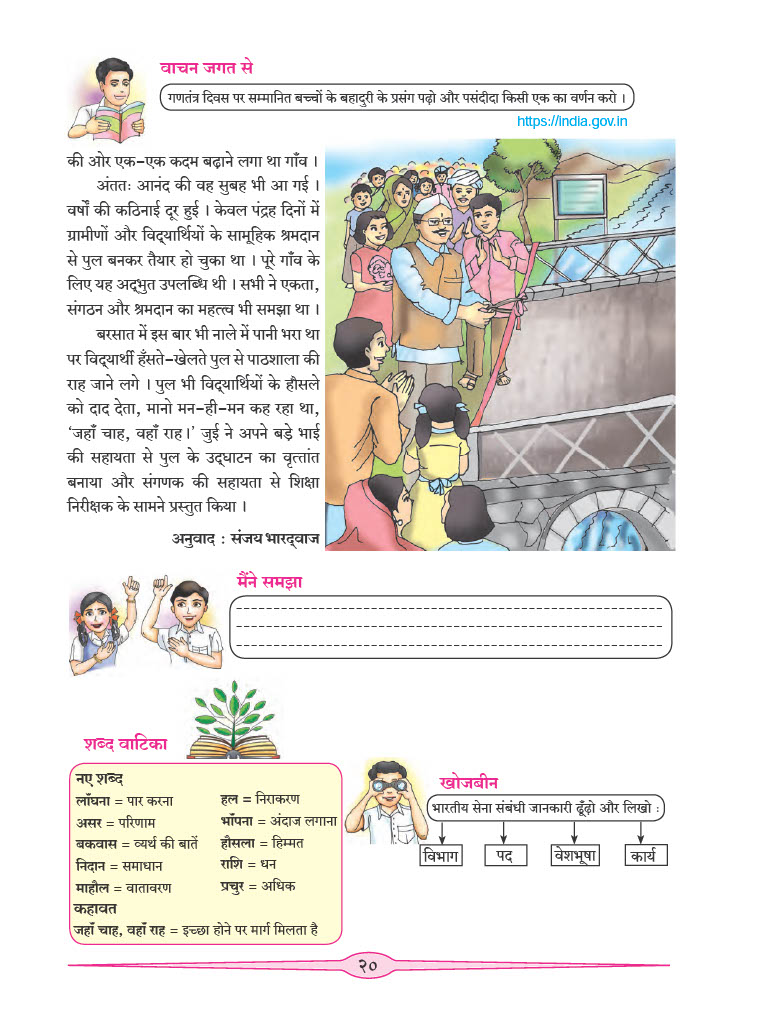 वाचन जगत से
गणतंत्र दिवस पर सम्मानित बच्चों के बहादुरी के प्रसंग पढ़ो और पसंदीदा किसी एक का वर्णन करो ।
https://india.gov.in
की ओर एक-एक कदम बढ़ाने लगा था गाँव ।
अंततः आनंद की वह सुबह भी आ गई ।
वर्षों की कठिनाई दूर हुई । केवल पंद्रह दिनों में
ग्रामीणों और विद्यार्थियों के सामूहिक श्रमदान
से पुल बनकर तैयार हो चुका था । पूरे गाँव के
लिए यह अद्भुत उपलब्धि थी । सभी ने एकता,
संगठन और श्रमदान का महत्त्व भी समझा था ।
बरसात में इस बार भी नाले में पानी भरा था
पर विद्यार्थी हँसते-खेलते पुल से पाठशाला की
राह जाने लगे । पुल भी विद्यार्थियों के हौसले
को दाद देता, मानो मन-ही-मन कह रहा था,
‘जहाँ चाह, वहाँ राह।’ जुई ने अपने बड़े भाई
की सहायता से पुल के उद्घाटन का वृत्तांत
बनाया और संगणक की सहायता से शिक्षा
निरीक्षक के सामने प्रस्तुत किया ।
अनुवाद : संजय भारद्वाज
मैंने समझा
शब्द वाटिका
नए शब्द
लाँघना = पार करना
असर = परिणाम
बकवास = व्यर्थ की बातें
निदान = समाधान
माहौल = वातावरण
हल = निराकरण
भाँपना = अंदाज लगाना
हौसला = हिम्मत
राशि = धन
प्रचुर = अधिक
कहावत
जहाँ चाह, वहाँ राह = इच्छा होने पर मार्ग मिलता है
खोजबीन
भारतीय सेना संबंधी जानकारी ढूँढ़ो और लिखो :
विभाग पद वेशभूषा कार्य
२०